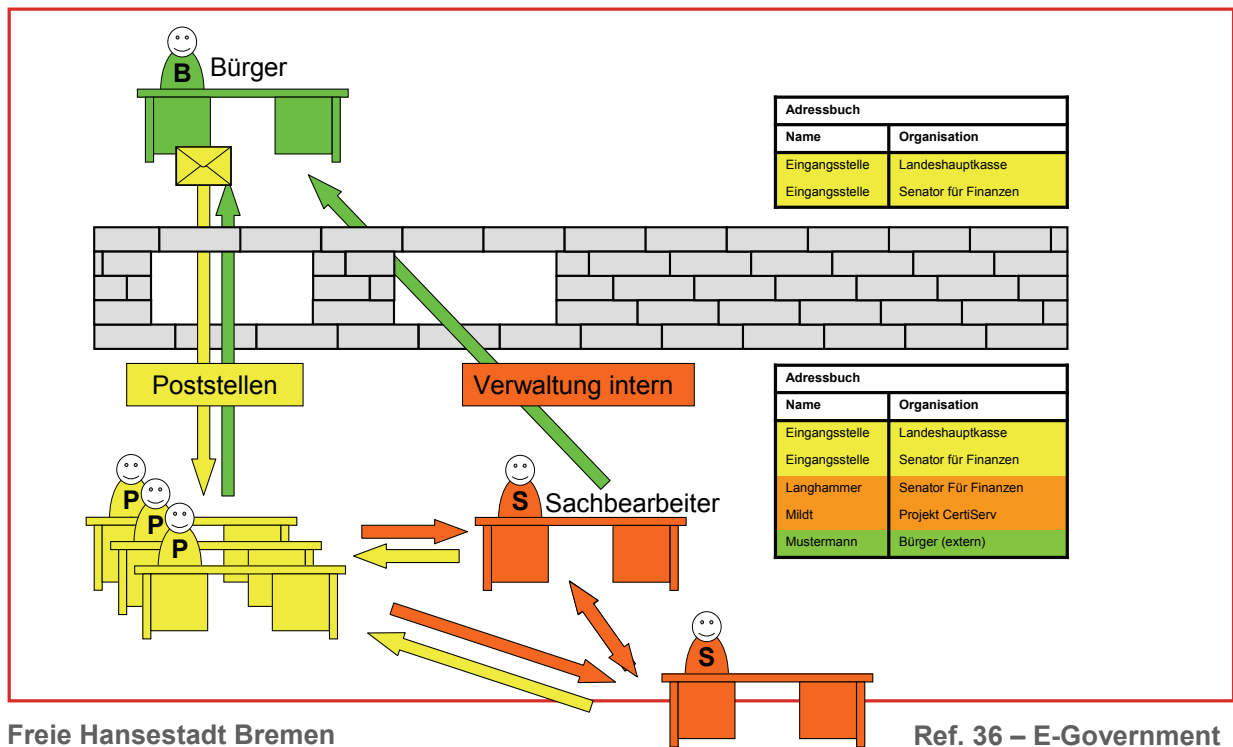 B Bürger
Adressbuch
Name Organisation
Eingangsstelle Landeshauptkasse
Eingangsstelle Senator für Finanzen
Poststellen
Verwaltung intern
Adressbuch
Name Organisation
Eingangsstelle Landeshauptkasse
Eingangsstelle Senator für Finanzen
Langhammer Senator Für Finanzen
Mildt Projekt CertiServ
Mustermann Bürger (extern)
P
P
P
S Sachbearbeiter
S
Freie Hansestadt Bremen
Ref. 36 – E-Government